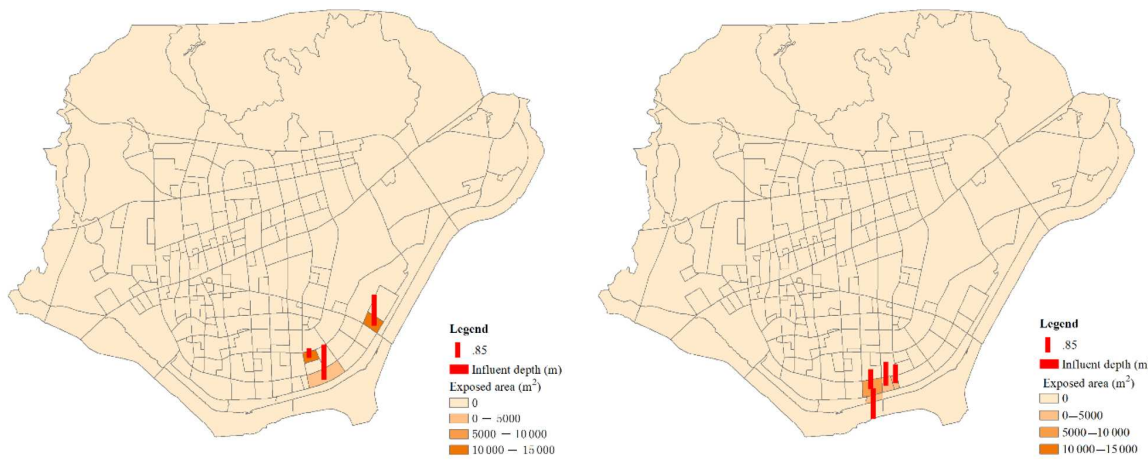 Legend
.85
Influent depth (m)
Exposed area (m²)
0
0 — 5000
5000 — 10 000
10 000 — 15 000
Legend
.85
Influent depth (m
Exposed area (m²)
0
0—5000
5000—10 000
10 000—15 000